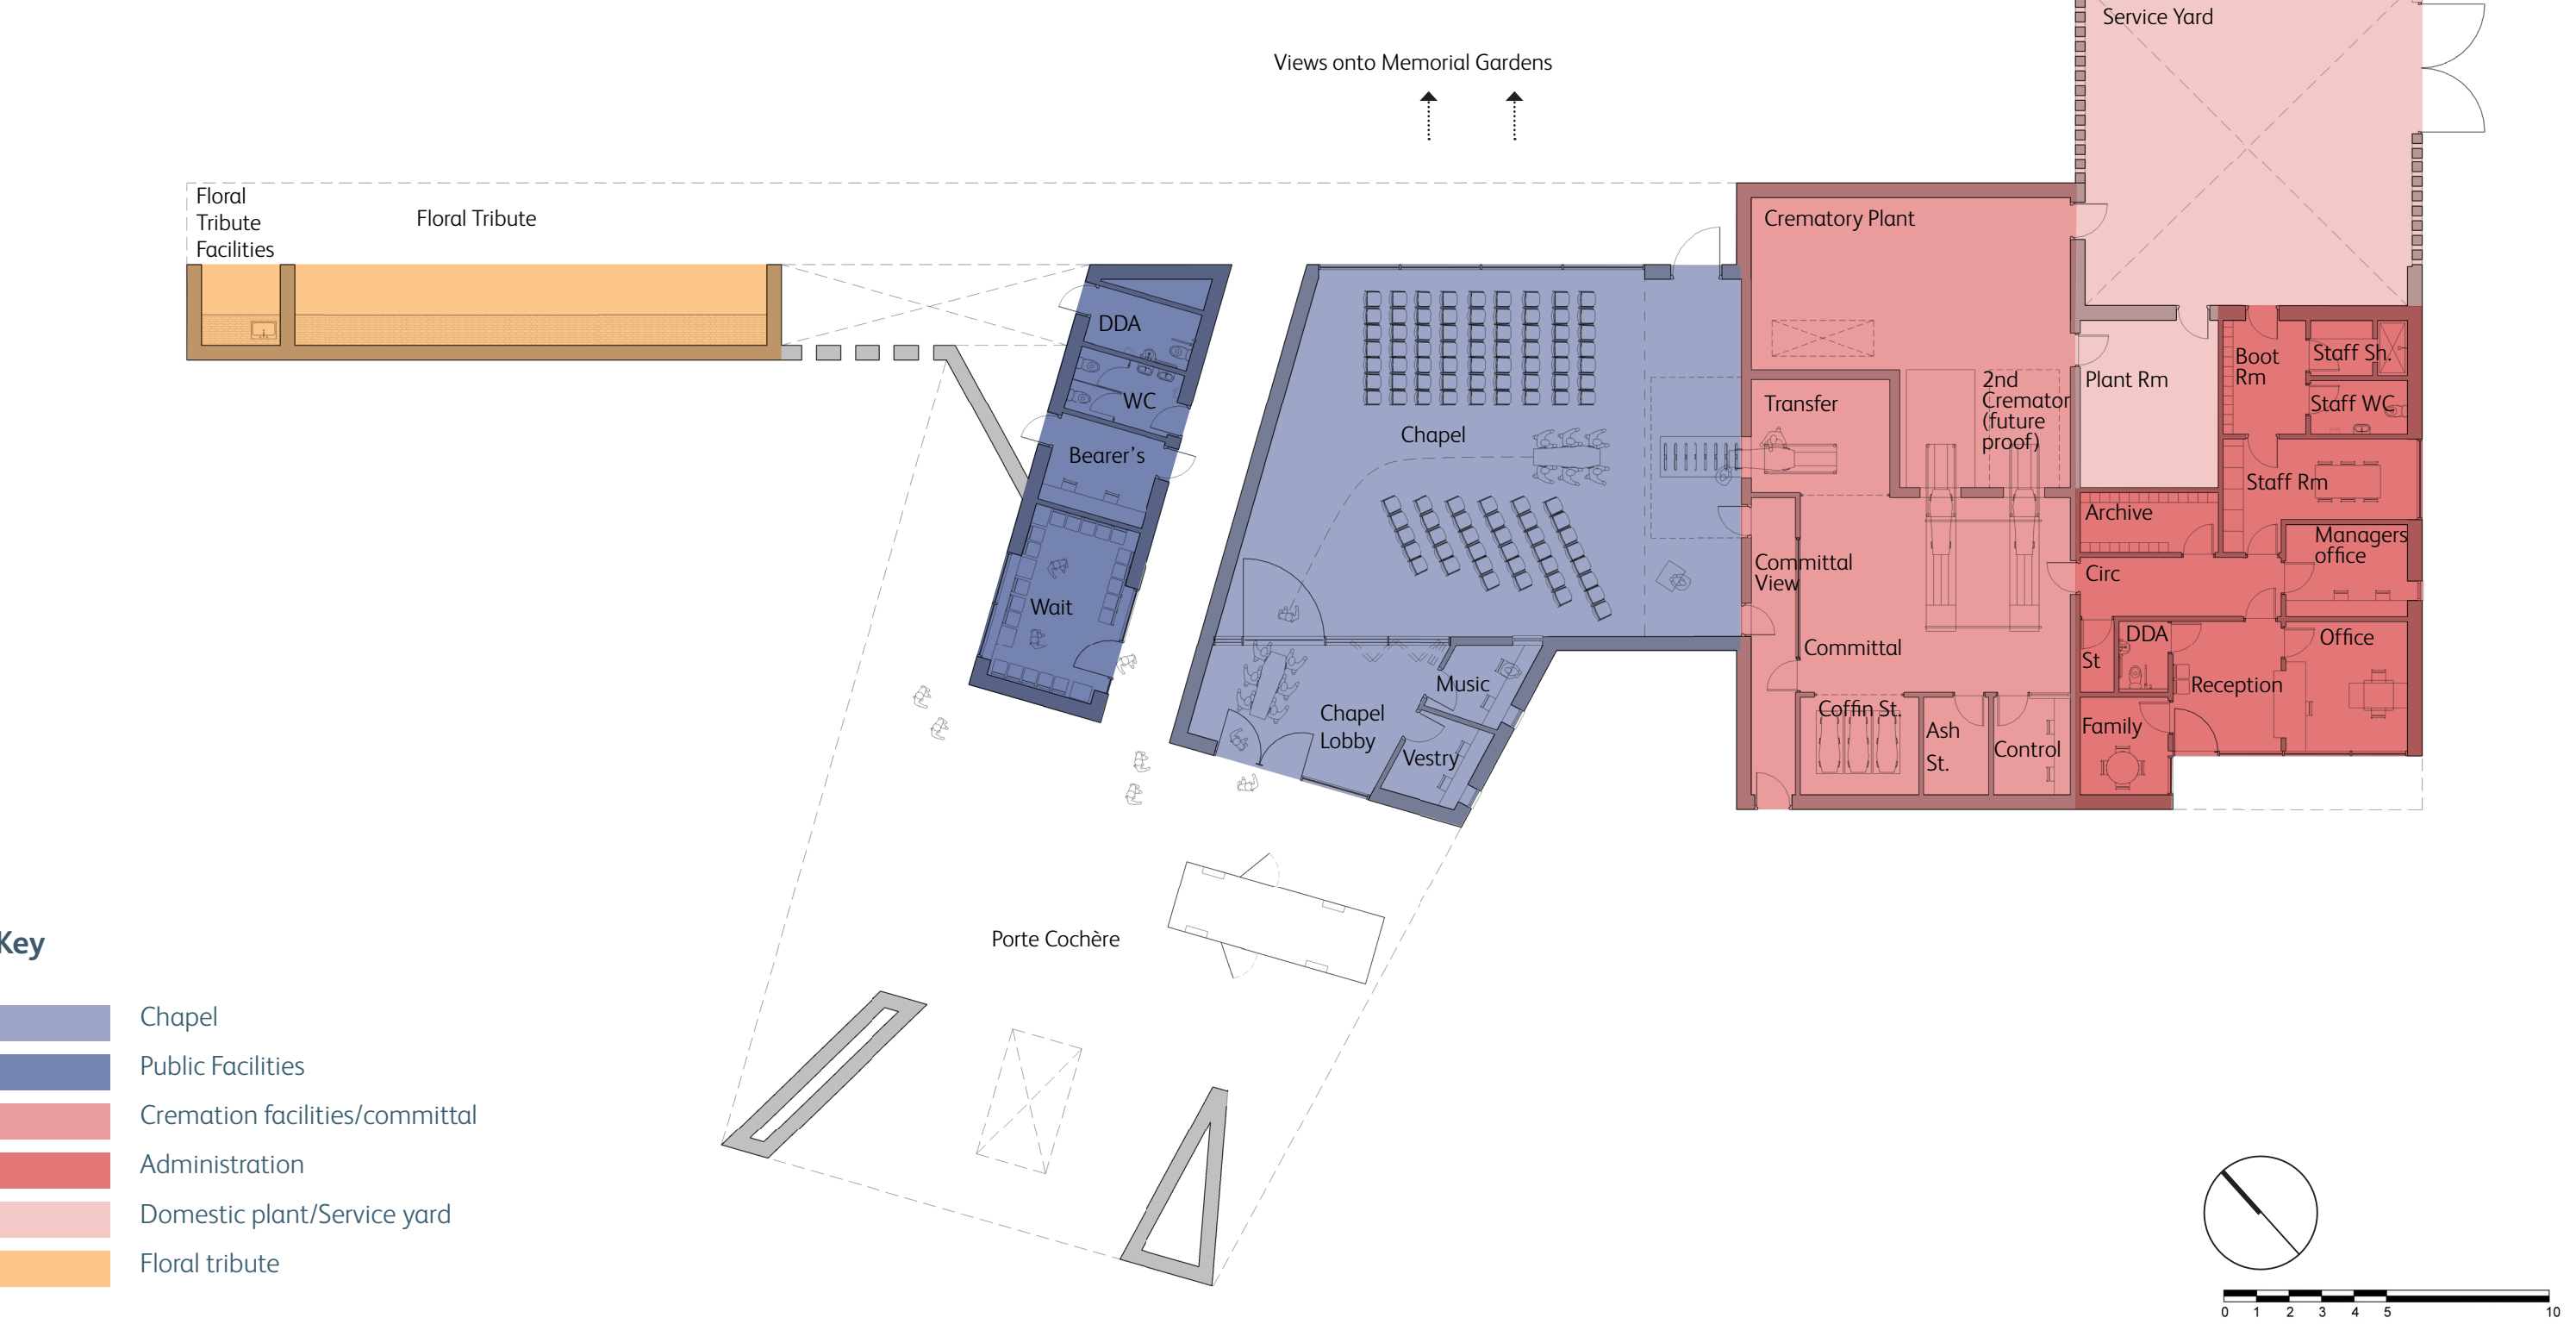 Service Yard
Views onto Memorial Gardens
Floral
Tribute
Facilities
Floral Tribute
Crematory Plant
DDA
WC
Bearer's
Wait
Chapel
Transfer
2nd
Cremator
(future
proof)
Plant Rm
Boot
Rm
Staff Sh.
Staff WC
Staff Rm
Archive
Managers
office
Circ
Committal
View
Committal
DDA
St
Office
Reception
Music
Chapel
Lobby
Vestry
Coffin St.
Ash
St.
Control
Family
Porte Cochère
Key
Chapel
Public Facilities
Cremation facilities/committal
Administration
Domestic plant/Service yard
Floral tribute
0 1 2 3 4 5 10